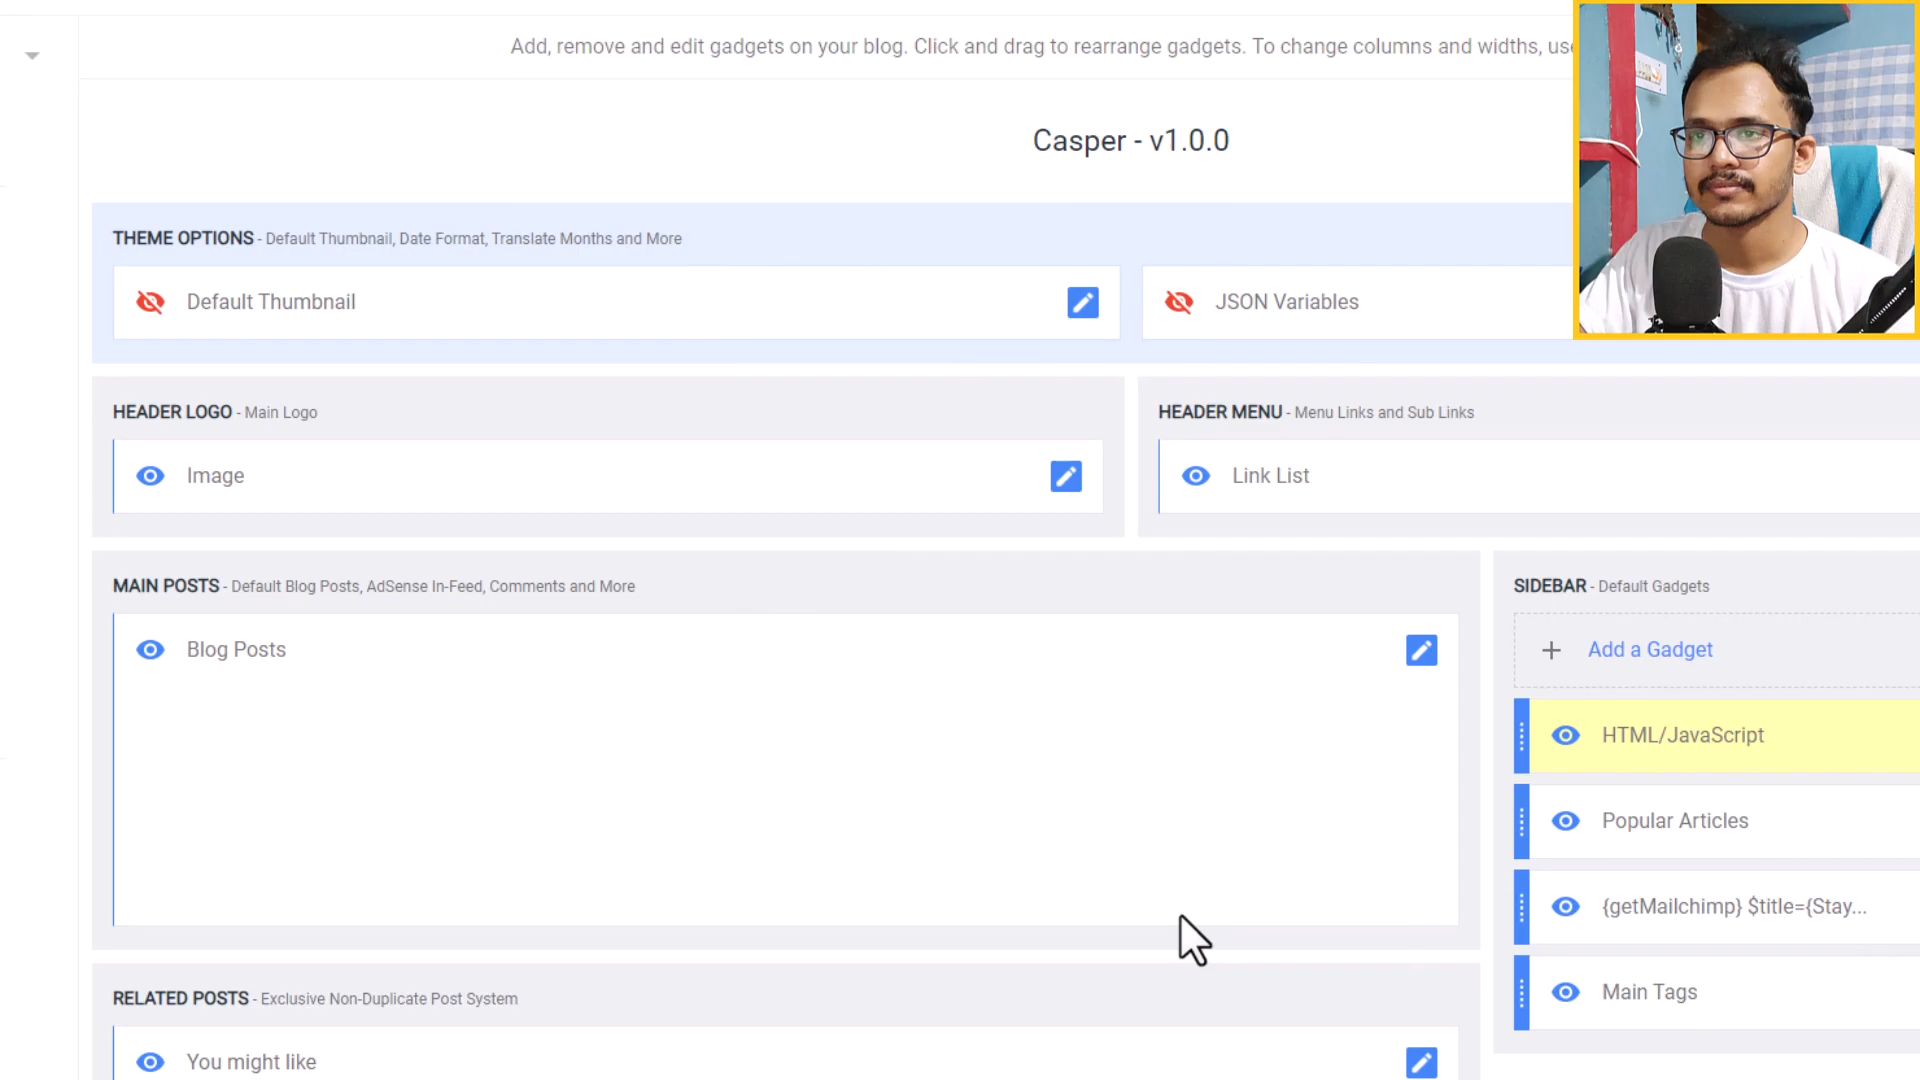 Add, remove and edit gadgets on your blog. Click and drag to rearrange gadgets. To change columns and widths, use
Casper - v1.0.0
THEME OPTIONS - Default Thumbnail, Date Format, Translate Months and More
Default Thumbnail
JSON Variables
HEADER LOGO - Main Logo
HEADER MENU - Menu Links and Sub Links
Image
Link List
MAIN POSTS - Default Blog Posts, AdSense In-Feed, Comments and More
SIDEBAR - Default Gadgets
Blog Posts
+ Add a Gadget
HTML/JavaScript
Popular Articles
{getMailchimp} $title={Stay...
Main Tags
RELATED POSTS - Exclusive Non-Duplicate Post System
You might like